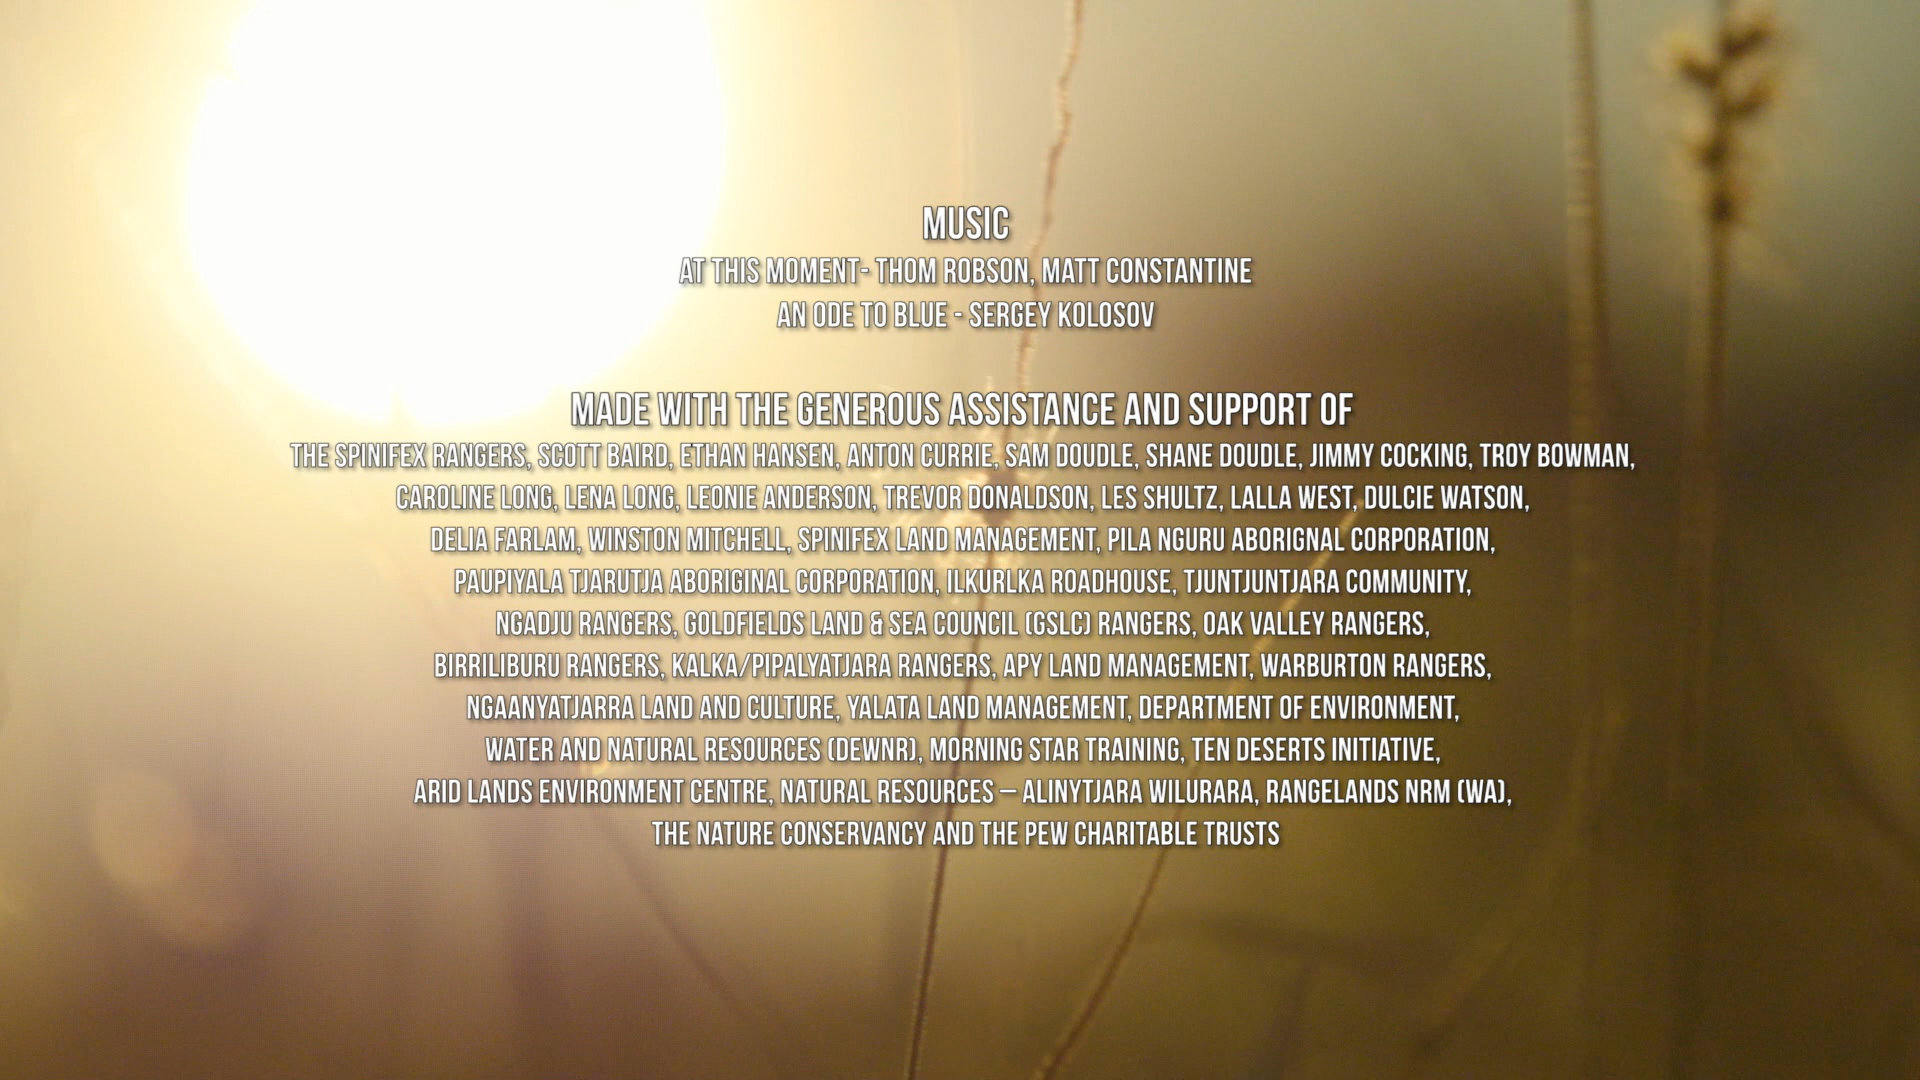 MUSIC
AT THIS MOMENT- THOM ROBSON, MATT CONSTANTINE
AN ODE TO BLUE - SERGEY KOLOSOV
MADE WITH THE GENEROUS ASSISTANCE AND SUPPORT OF
THE SPINIFEX RANGERS, SCOTT BAIRD, ETHAN HANSEN, ANTON CURRIE, SAM DOUDLE, SHANE DOUDLE, JIMMY COCKING, TROY BOWMAN,
CAROLINE LONG, LENA LONG, LEONIE ANDERSON, TREVOR DONALDSON, LES SHULTZ, LALLA WEST, DULCIE WATSON,
DELIA FARLAM, WINSTON MITCHELL, SPINIFEX LAND MANAGEMENT, PILA NGURU ABORIGNAL CORPORATION,
PAUPIYALA TJARUTJA ABORIGINAL CORPORATION, ILKURLKA ROADHOUSE, TJUNTJUNTJARA COMMUNITY,
NGADJU RANGERS, GOLDFIELDS LAND & SEA COUNCIL (GSLC) RANGERS, OAK VALLEY RANGERS,
BIRRILIBURU RANGERS, KALKA/PIPALYATJARA RANGERS, APY LAND MANAGEMENT, WARBURTON RANGERS,
NGAANYATJARRA LAND AND CULTURE, YALATA LAND MANAGEMENT, DEPARTMENT OF ENVIRONMENT,
WATER AND NATURAL RESOURCES (DEWNR), MORNING STAR TRAINING, TEN DESERTS INITIATIVE,
ARID LANDS ENVIRONMENT CENTRE, NATURAL RESOURCES – ALINYTJARA WILURARA, RANGELANDS NRM (WA),
THE NATURE CONSERVANCY AND THE PEW CHARITABLE TRUSTS